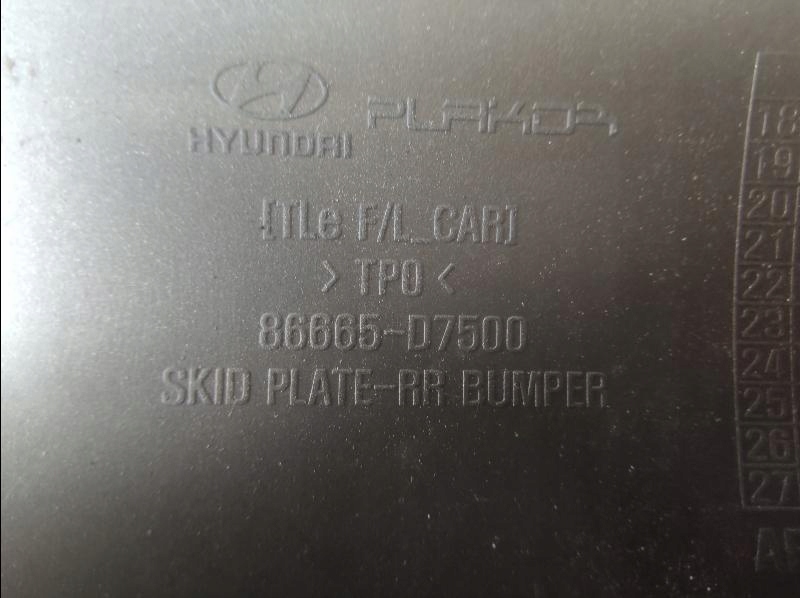 HYUNDAI PLAKOR
[TLe F/L_CAR]
> TPO <
86665-D7500
SKID PLATE-RR BUMPER
18
19
20
21
22
23
24
25
26
27